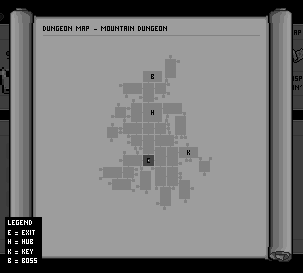 DUNGEON MAP - MOUNTAIN DUNGEON
B
H
K
E
LEGEND
E = EXIT
H = HUB
K = KEY
B = BOSS